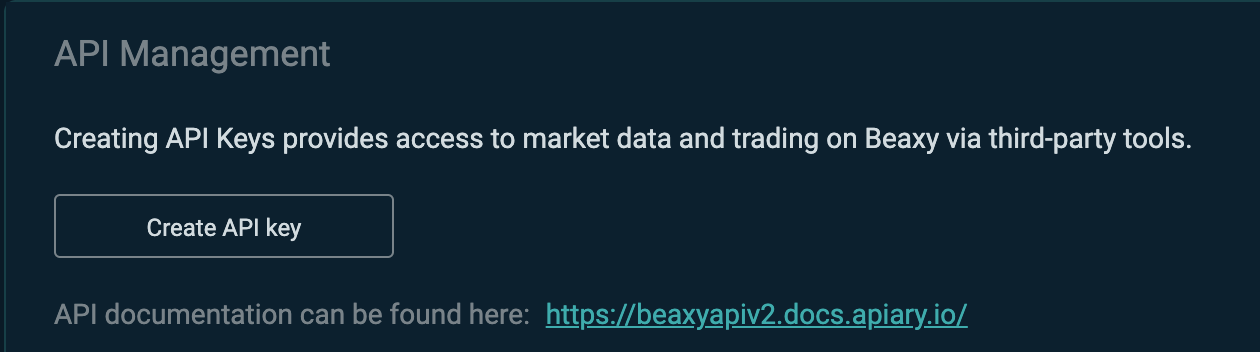 API Management
Creating API Keys provides access to market data and trading on Beaxy via third-party tools.
Create API key
API documentation can be found here: https://beaxyapiv2.docs.apiary.io/